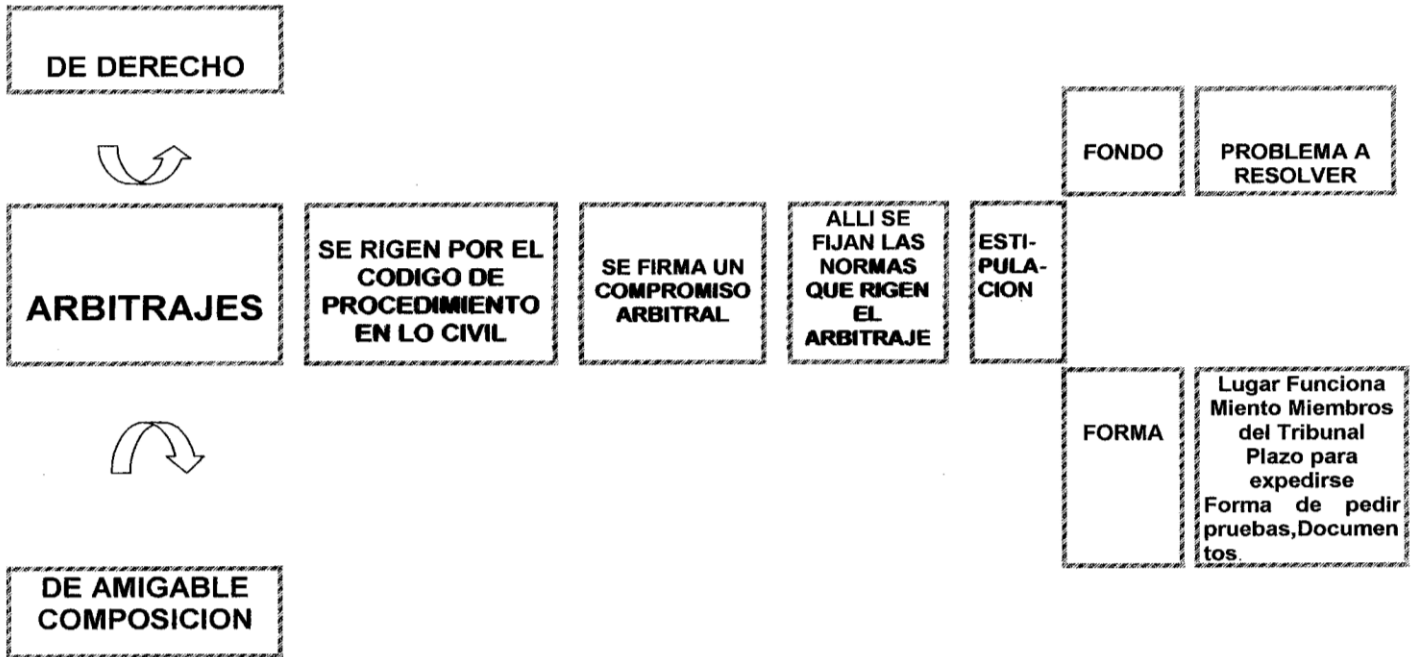 DE DERECHO
FONDO
PROBLEMA A
RESOLVER
ARBITRAJES
SE RIGEN POR EL
CODIGO DE
PROCEDIMIENTO
EN LO CIVIL
SE FIRMA UN
COMPROMISO
ARBITRAL
ALLI SE
FIJAN LAS
NORMAS
QUE RIGEN
EL
ARBITRAJE
ESTI-
PULA-
CION
FORMA
Lugar Funciona
Miento Miembros
del Tribunal
Plazo para
expedirse
Forma de pedir
pruebas,Documen
tos.
DE AMIGABLE
COMPOSICION